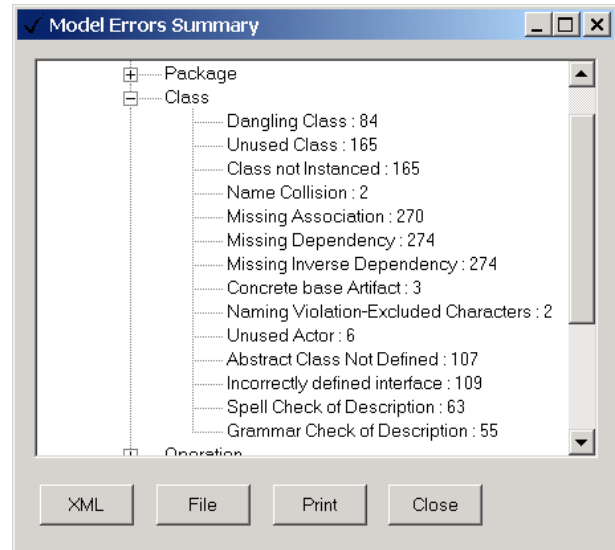 Model Errors Summary
Package
Class
Dangling Class : 84
Unused Class : 165
Class not Instanced : 165
Name Collision : 2
Missing Association : 270
Missing Dependency : 274
Missing Inverse Dependency : 274
Concrete base Artifact : 3
Naming Violation-Excluded Characters : 2
Unused Actor : 6
Abstract Class Not Defined : 107
Incorrectly defined interface : 109
Spell Check of Description : 63
Grammar Check of Description : 55
Operation
XML File Print Close